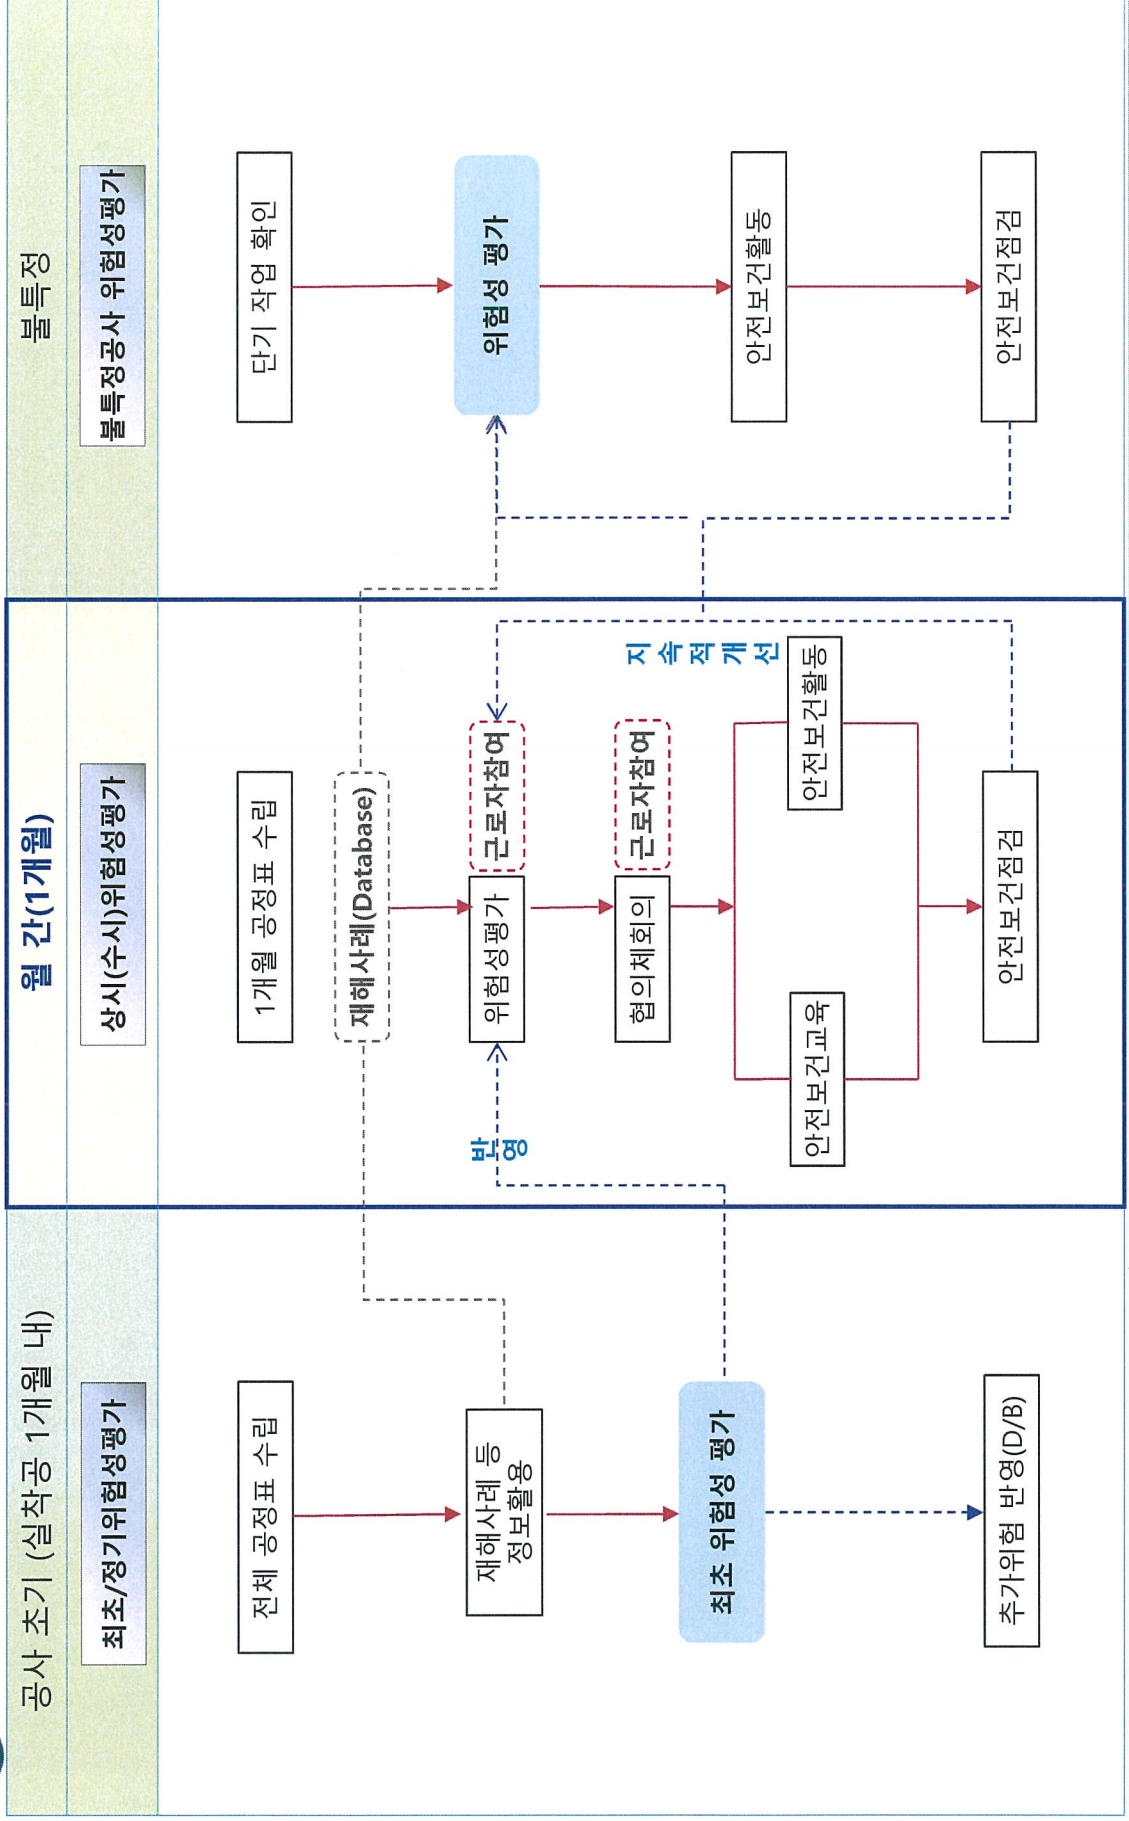 공사 초기 (실착공 1개월 내)
최초/정기위험성평가
전체 공정표 수립
재해사례 등
정보활용
최초 위험성 평가
추가위험 반영(D/B)
월 간(1개월)
상시(수시)위험성평가
1개월 공정표 수립
재해사례(Database)
반영
위험성평가
근로자참여
협의체회의
근로자참여
지속적개선
안전보건교육
안전보건활동
안전보건점검
불특정
불특정공사 위험성평가
단기 작업 확인
위험성 평가
안전보건활동
안전보건점검